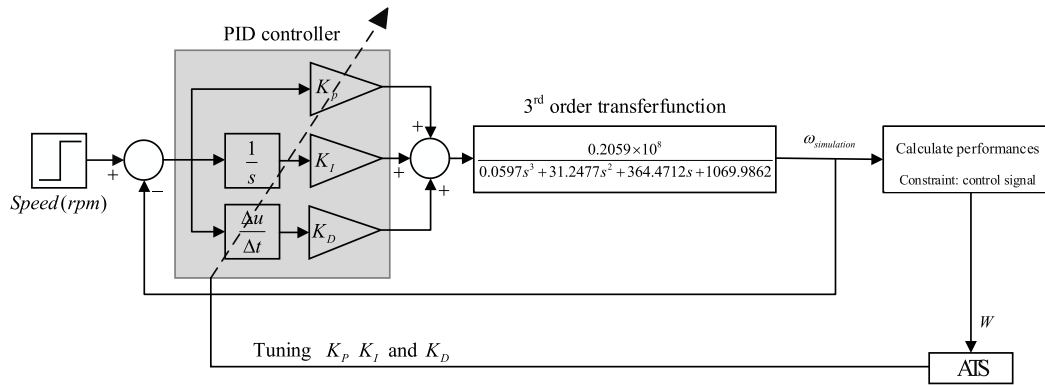 PID controller
K_p
3rd order transferfunction
+
ω_simulation
1/s
K_I
0.2059×10^8
0.0597s^3+31.2477s^2+364.4712s+1069.9862
Calculate performances
Constraint: control signal
+
−
+
+
Speed(rpm)
Δu/Δt
K_D
W
Tuning K_P K_I and K_D
ATS